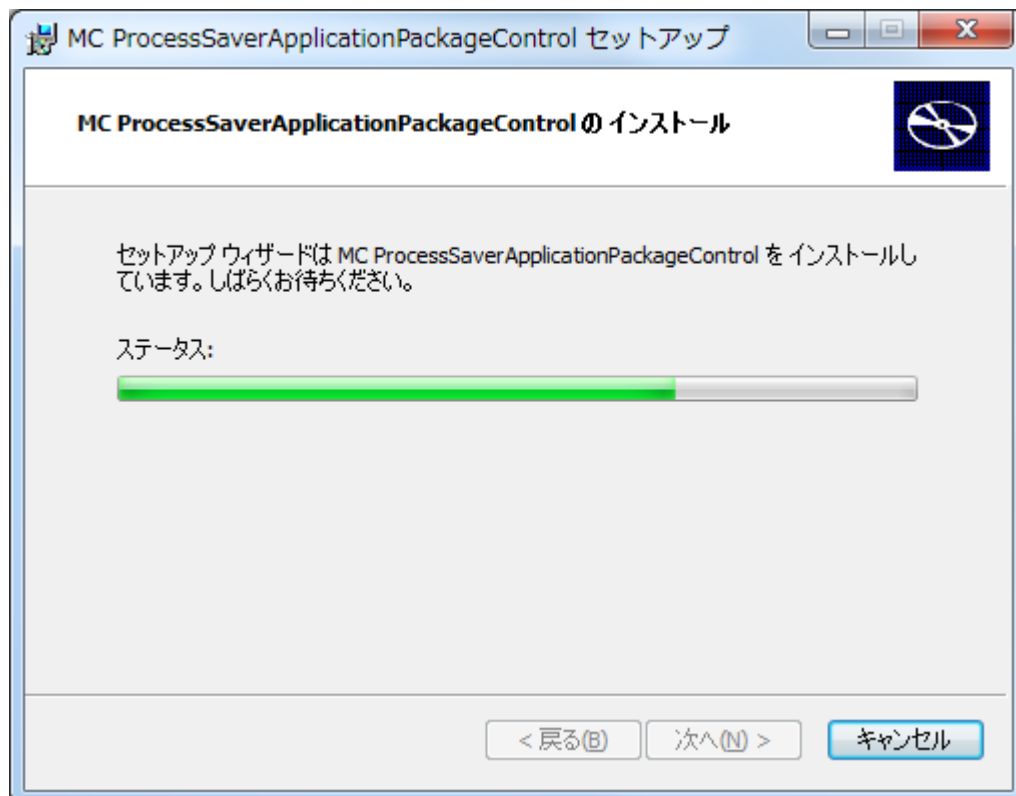 MC ProcessSaverApplicationPackageControl セットアップ
MC ProcessSaverApplicationPackageControl の インストール
セットアップ ウィザードは MC ProcessSaverApplicationPackageControl を インストールし
ています。しばらくお待ちください。
ステータス:
< 戻る(B)
次へ(N) >
キャンセル